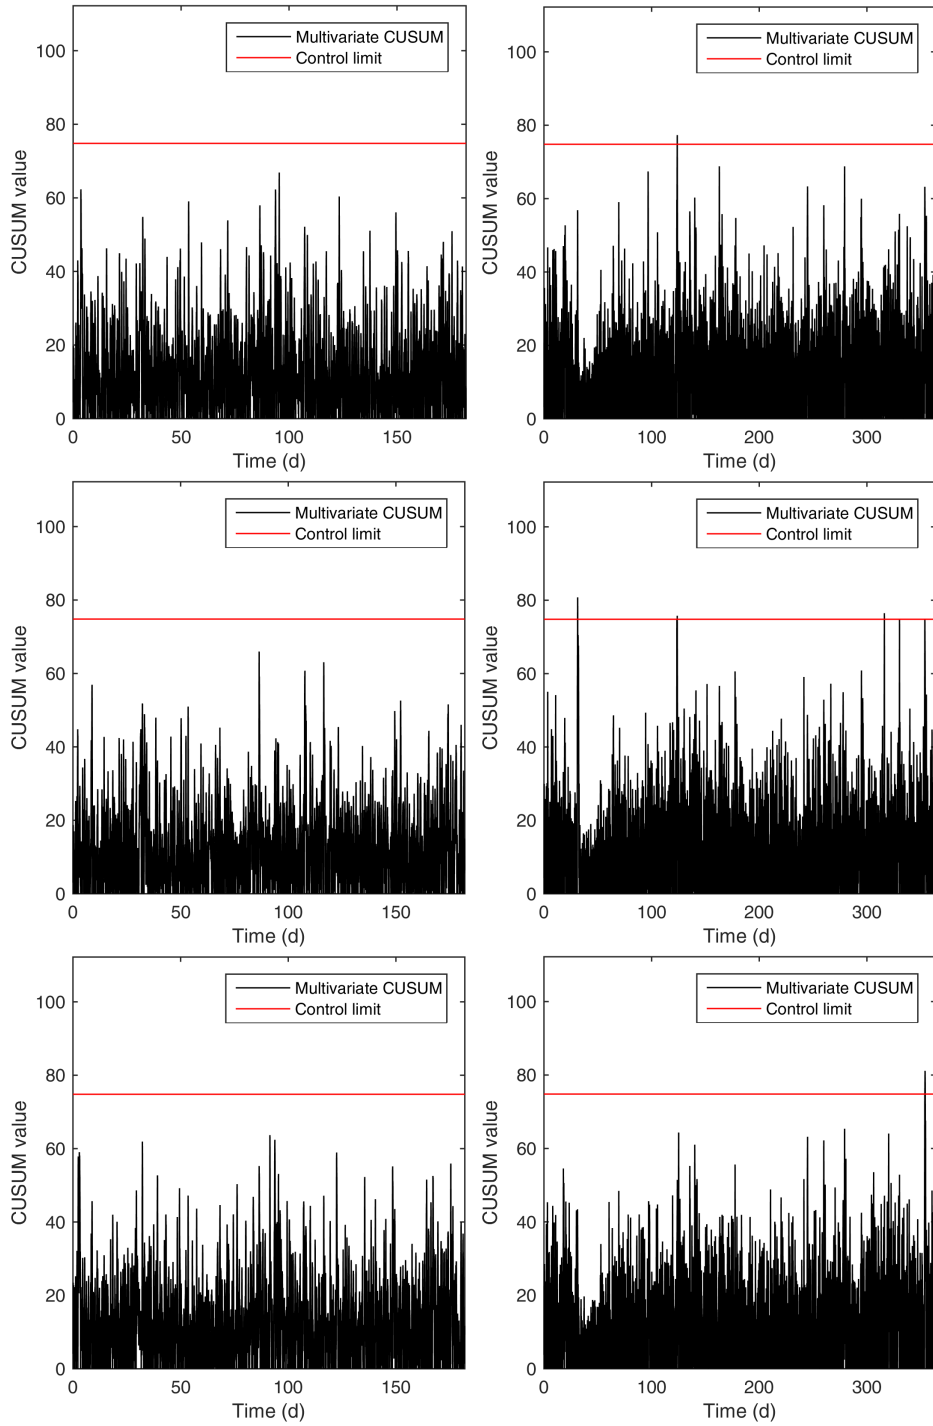 Multivariate CUSUM
Control limit
CUSUM value
100
80
60
40
20
0
0 50 100 150
Time (d)
Multivariate CUSUM
Control limit
CUSUM value
100
80
60
40
20
0
0 100 200 300
Time (d)
Multivariate CUSUM
Control limit
CUSUM value
100
80
60
40
20
0
0 50 100 150
Time (d)
Multivariate CUSUM
Control limit
CUSUM value
100
80
60
40
20
0
0 100 200 300
Time (d)
Multivariate CUSUM
Control limit
CUSUM value
100
80
60
40
20
0
0 50 100 150
Time (d)
Multivariate CUSUM
Control limit
CUSUM value
100
80
60
40
20
0
0 100 200 300
Time (d)